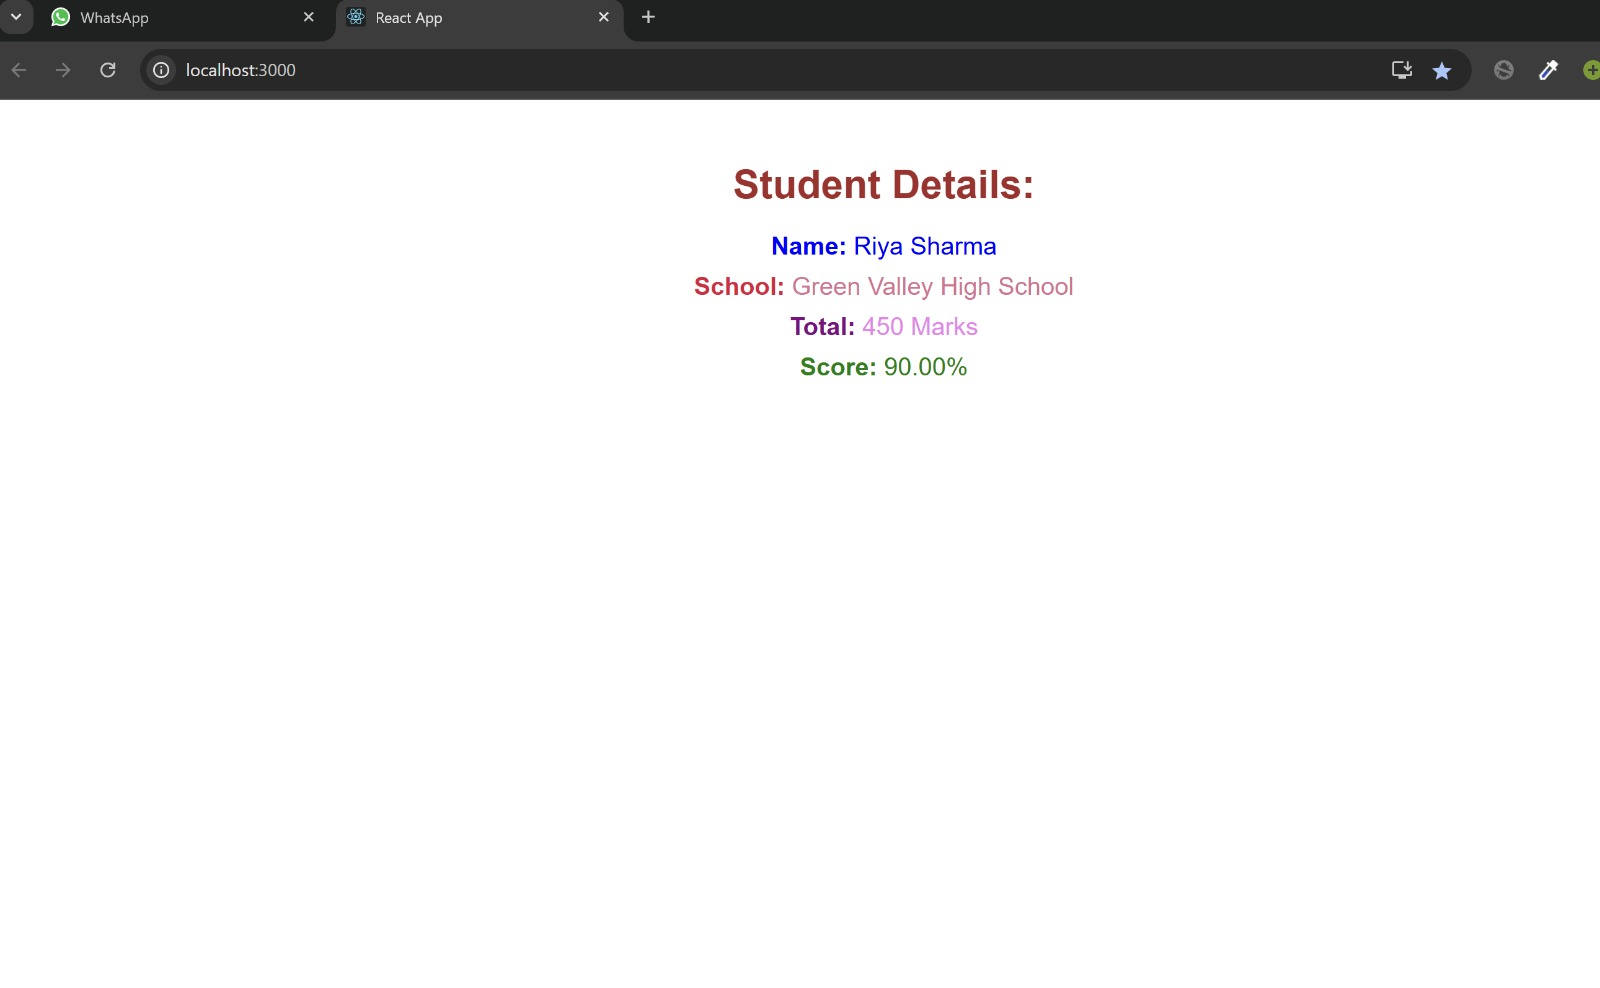 WhatsApp
React App
localhost:3000
Student Details:
Name: Riya Sharma
School: Green Valley High School
Total: 450 Marks
Score: 90.00%